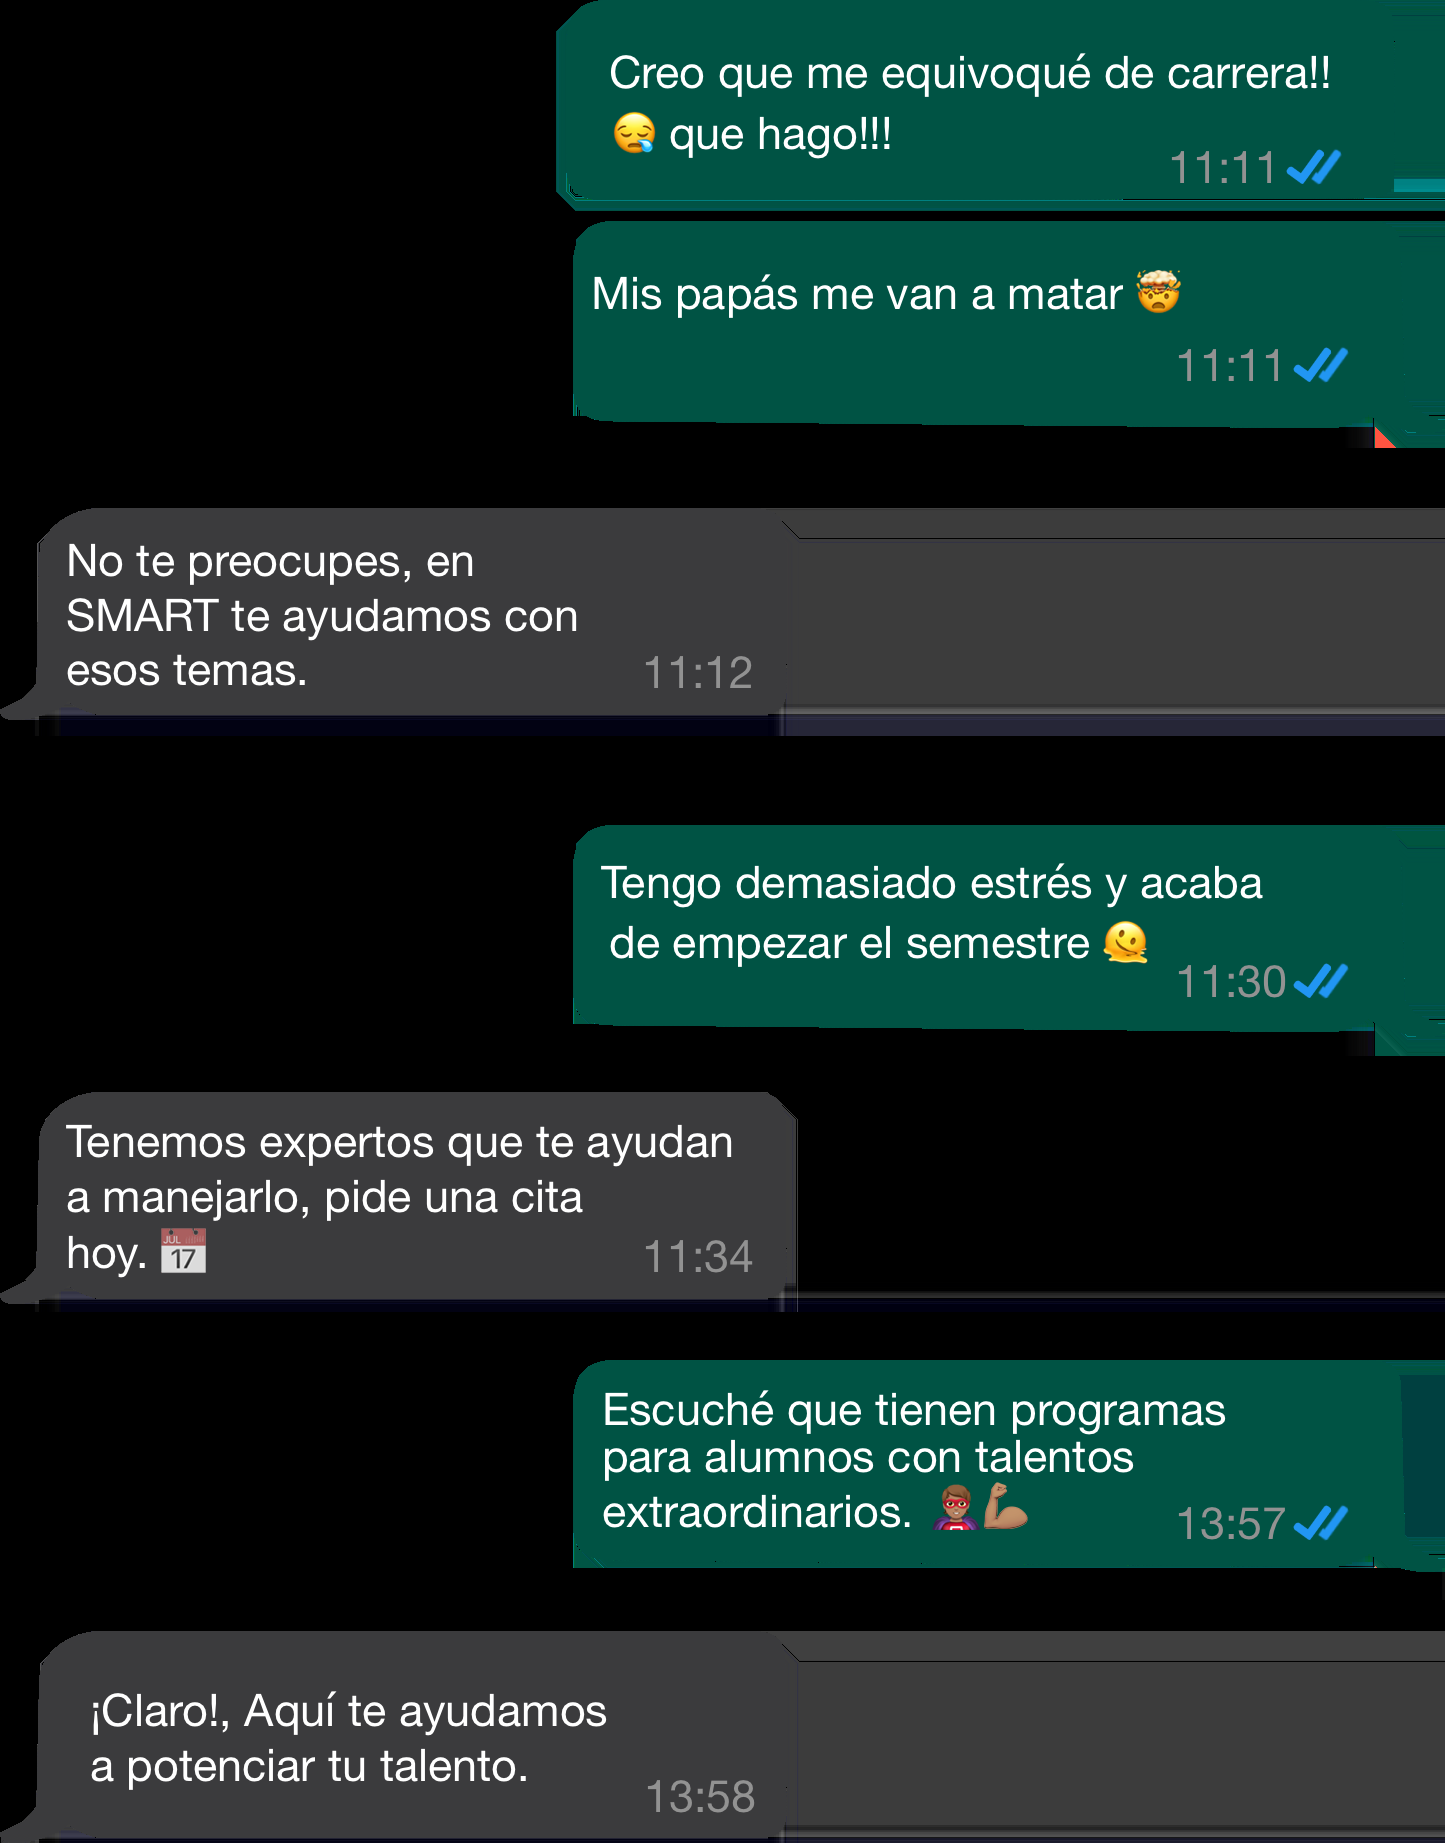 Creo que me equivoqué de carrera!!
😪 que hago!!!
11:11
Mis papás me van a matar 🤯
11:11
No te preocupes, en
SMART te ayudamos con
esos temas.
11:12
Tengo demasiado estrés y acaba
de empezar el semestre 🫠
11:30
Tenemos expertos que te ayudan
a manejarlo, pide una cita
hoy. 📅
JUL
17
11:34
Escuché que tienen programas
para alumnos con talentos
extraordinarios. 🦸🏽💪🏽
13:57
¡Claro!, Aquí te ayudamos
a potenciar tu talento.
13:58